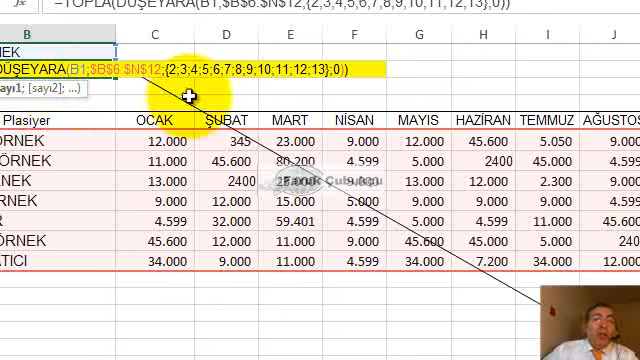 =TOPLA(DÜŞEYARA(B1;$B$6:$N$12;{2,3,4,5,6,7,8,9,10,11,12,13};0))
B C D E F G H I J
NEK
DÜŞEYARA(B1;$B$6:$N$12;{2;3;4;5;6;7;8;9;10;11;12;13};0))
ayı1; [sayı2]; ...)
Plasiyer OCAK ŞUBAT MART NİSAN MAYIS HAZİRAN TEMMUZ AĞUSTOS
ÖRNEK 12.000 345 23.000 9.000 12.000 45.600 5.050 9.000
ÖRNEK 11.000 45.600 80.200 4.599 5.000 2400 45.000 4.599
NEK 13.000 2400 9.000 13.000 12.000 2.300 9.000
RNEK 9.000 12.000 15.000 5.000 9.000 9.000 9.000 5.000
R 4.599 32.000 59.401 4.599 4.599 11.000 45.60
ÖRNEK 45.600 12.000 11.000 9.000 45.600 45.000 5.000 240
ATICI 34.000 9.000 11.000 4.599 34.000 7.200 34.000 12.000